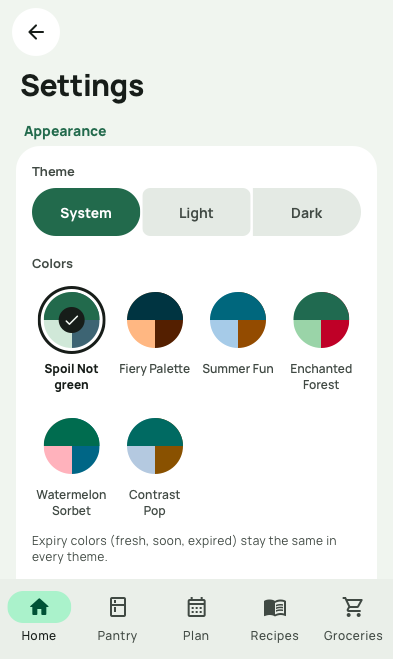 Settings
Appearance
Theme
System Light Dark
Colors
Spoil Not green
Fiery Palette
Summer Fun
Enchanted Forest
Watermelon Sorbet
Contrast Pop
Expiry colors (fresh, soon, expired) stay the same in
every theme.
Home Pantry Plan Recipes Groceries